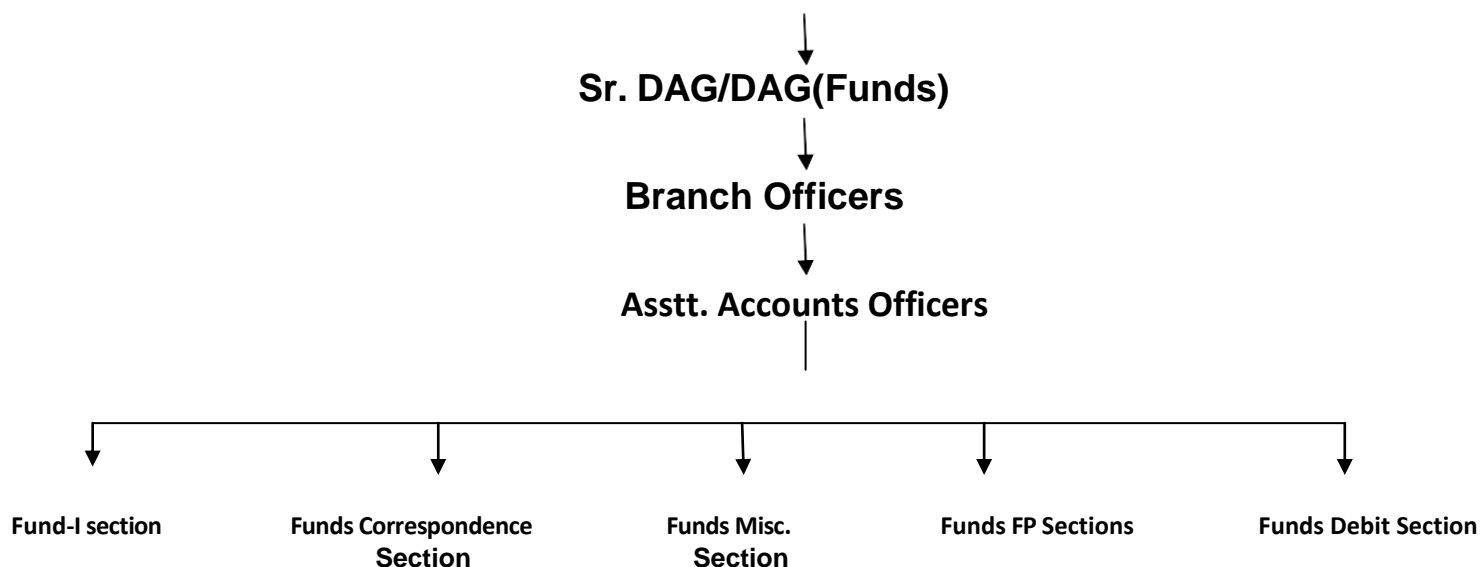 Sr. DAG/DAG(Funds)
Branch Officers
Asstt. Accounts Officers
Fund-I section
Funds Correspondence
Section
Funds Misc.
Section
Funds FP Sections
Funds Debit Section